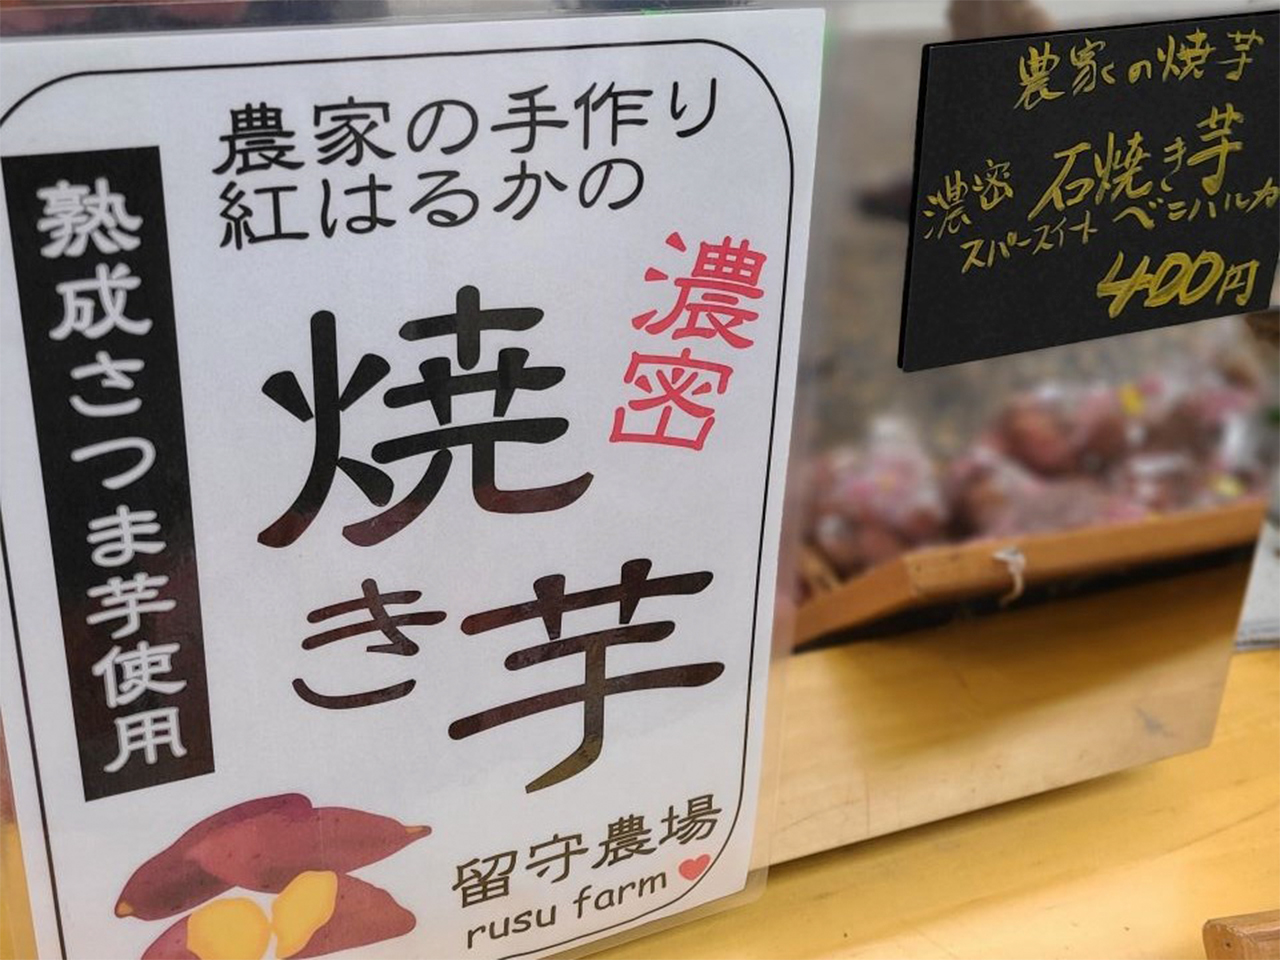 農家の手作り
紅はるかの
濃密
焼き芋
熟成さつま芋使用
留守農場
rusu farm
農家の焼芋
濃密 石焼き芋
スパースイート べニハルカ
400円